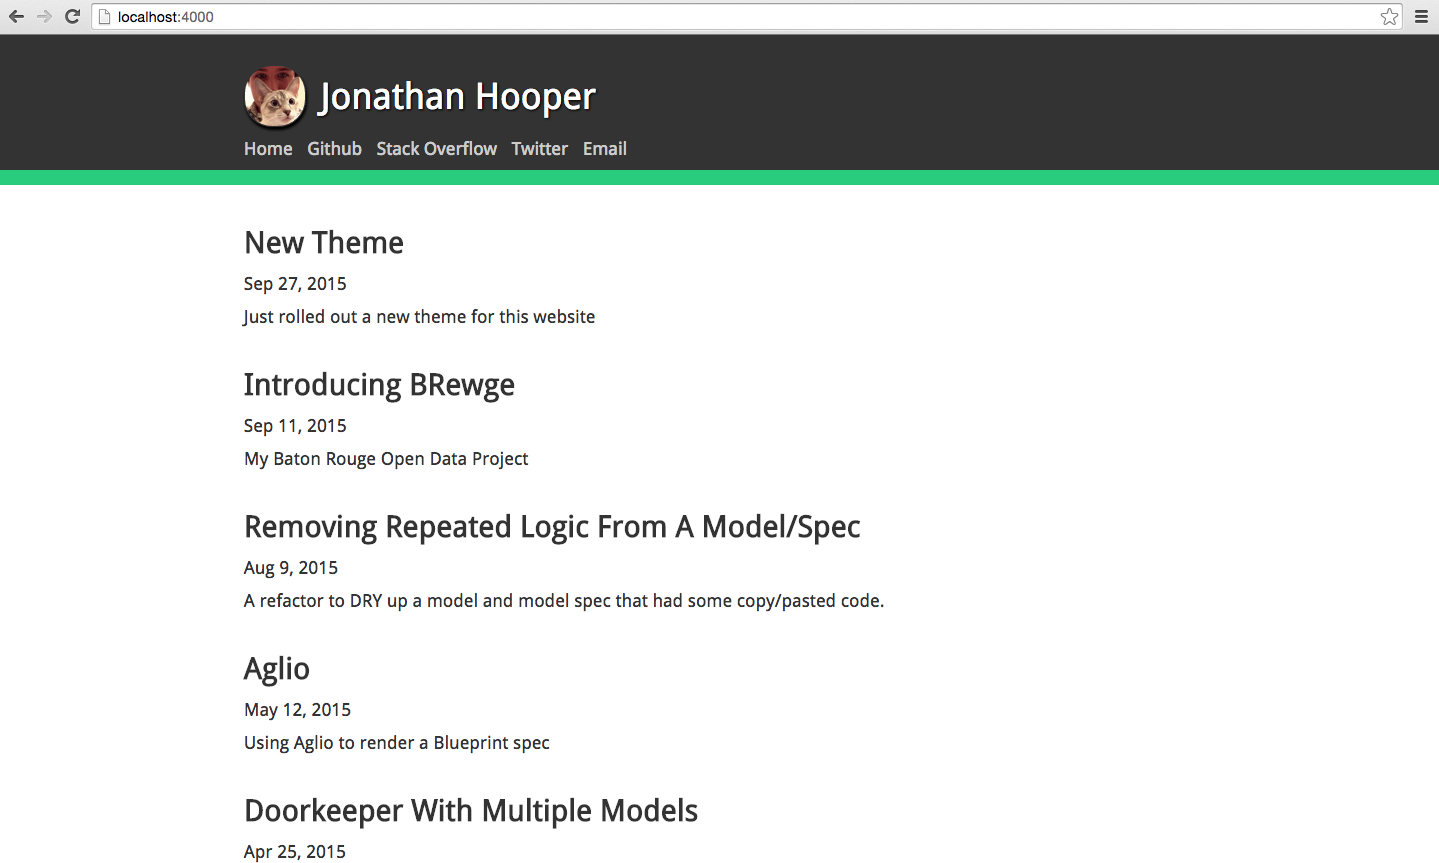 localhost:4000
Jonathan Hooper
Home Github Stack Overflow Twitter Email
New Theme
Sep 27, 2015
Just rolled out a new theme for this website
Introducing BRewge
Sep 11, 2015
My Baton Rouge Open Data Project
Removing Repeated Logic From A Model/Spec
Aug 9, 2015
A refactor to DRY up a model and model spec that had some copy/pasted code.
Aglio
May 12, 2015
Using Aglio to render a Blueprint spec
Doorkeeper With Multiple Models
Apr 25, 2015